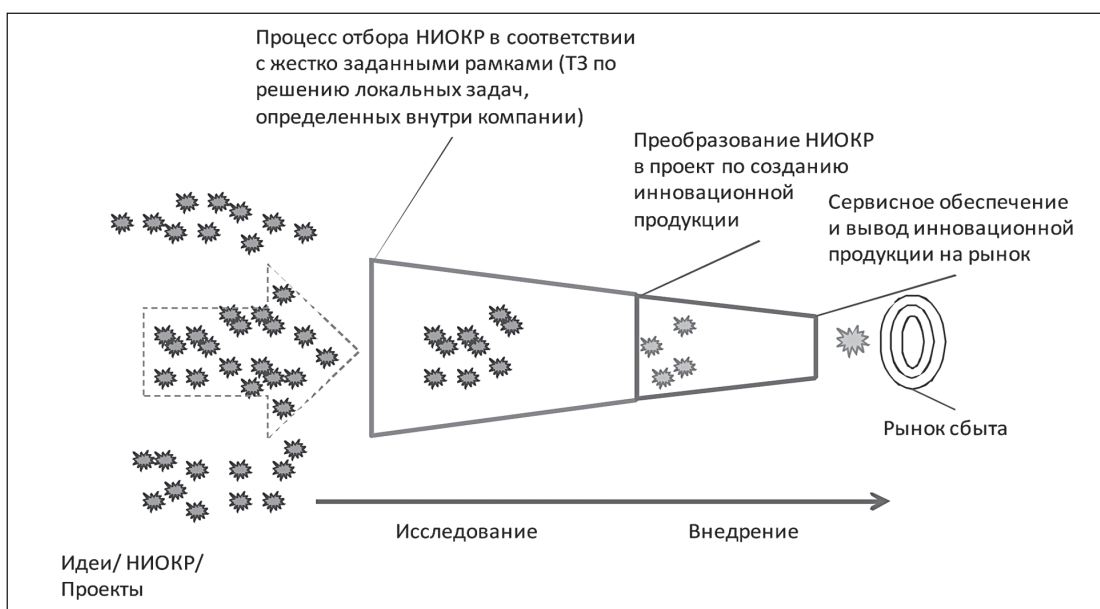 Процесс отбора НИОКР в соответствии
с жестко заданными рамками (ТЗ по
решению локальных задач,
определенных внутри компании)
Преобразование НИОКР
в проект по созданию
инновационной
продукции
Сервисное обеспечение
и вывод инновационной
продукции на рынок
Рынок сбыта
Исследование
Внедрение
Идеи/ НИОКР/
Проекты